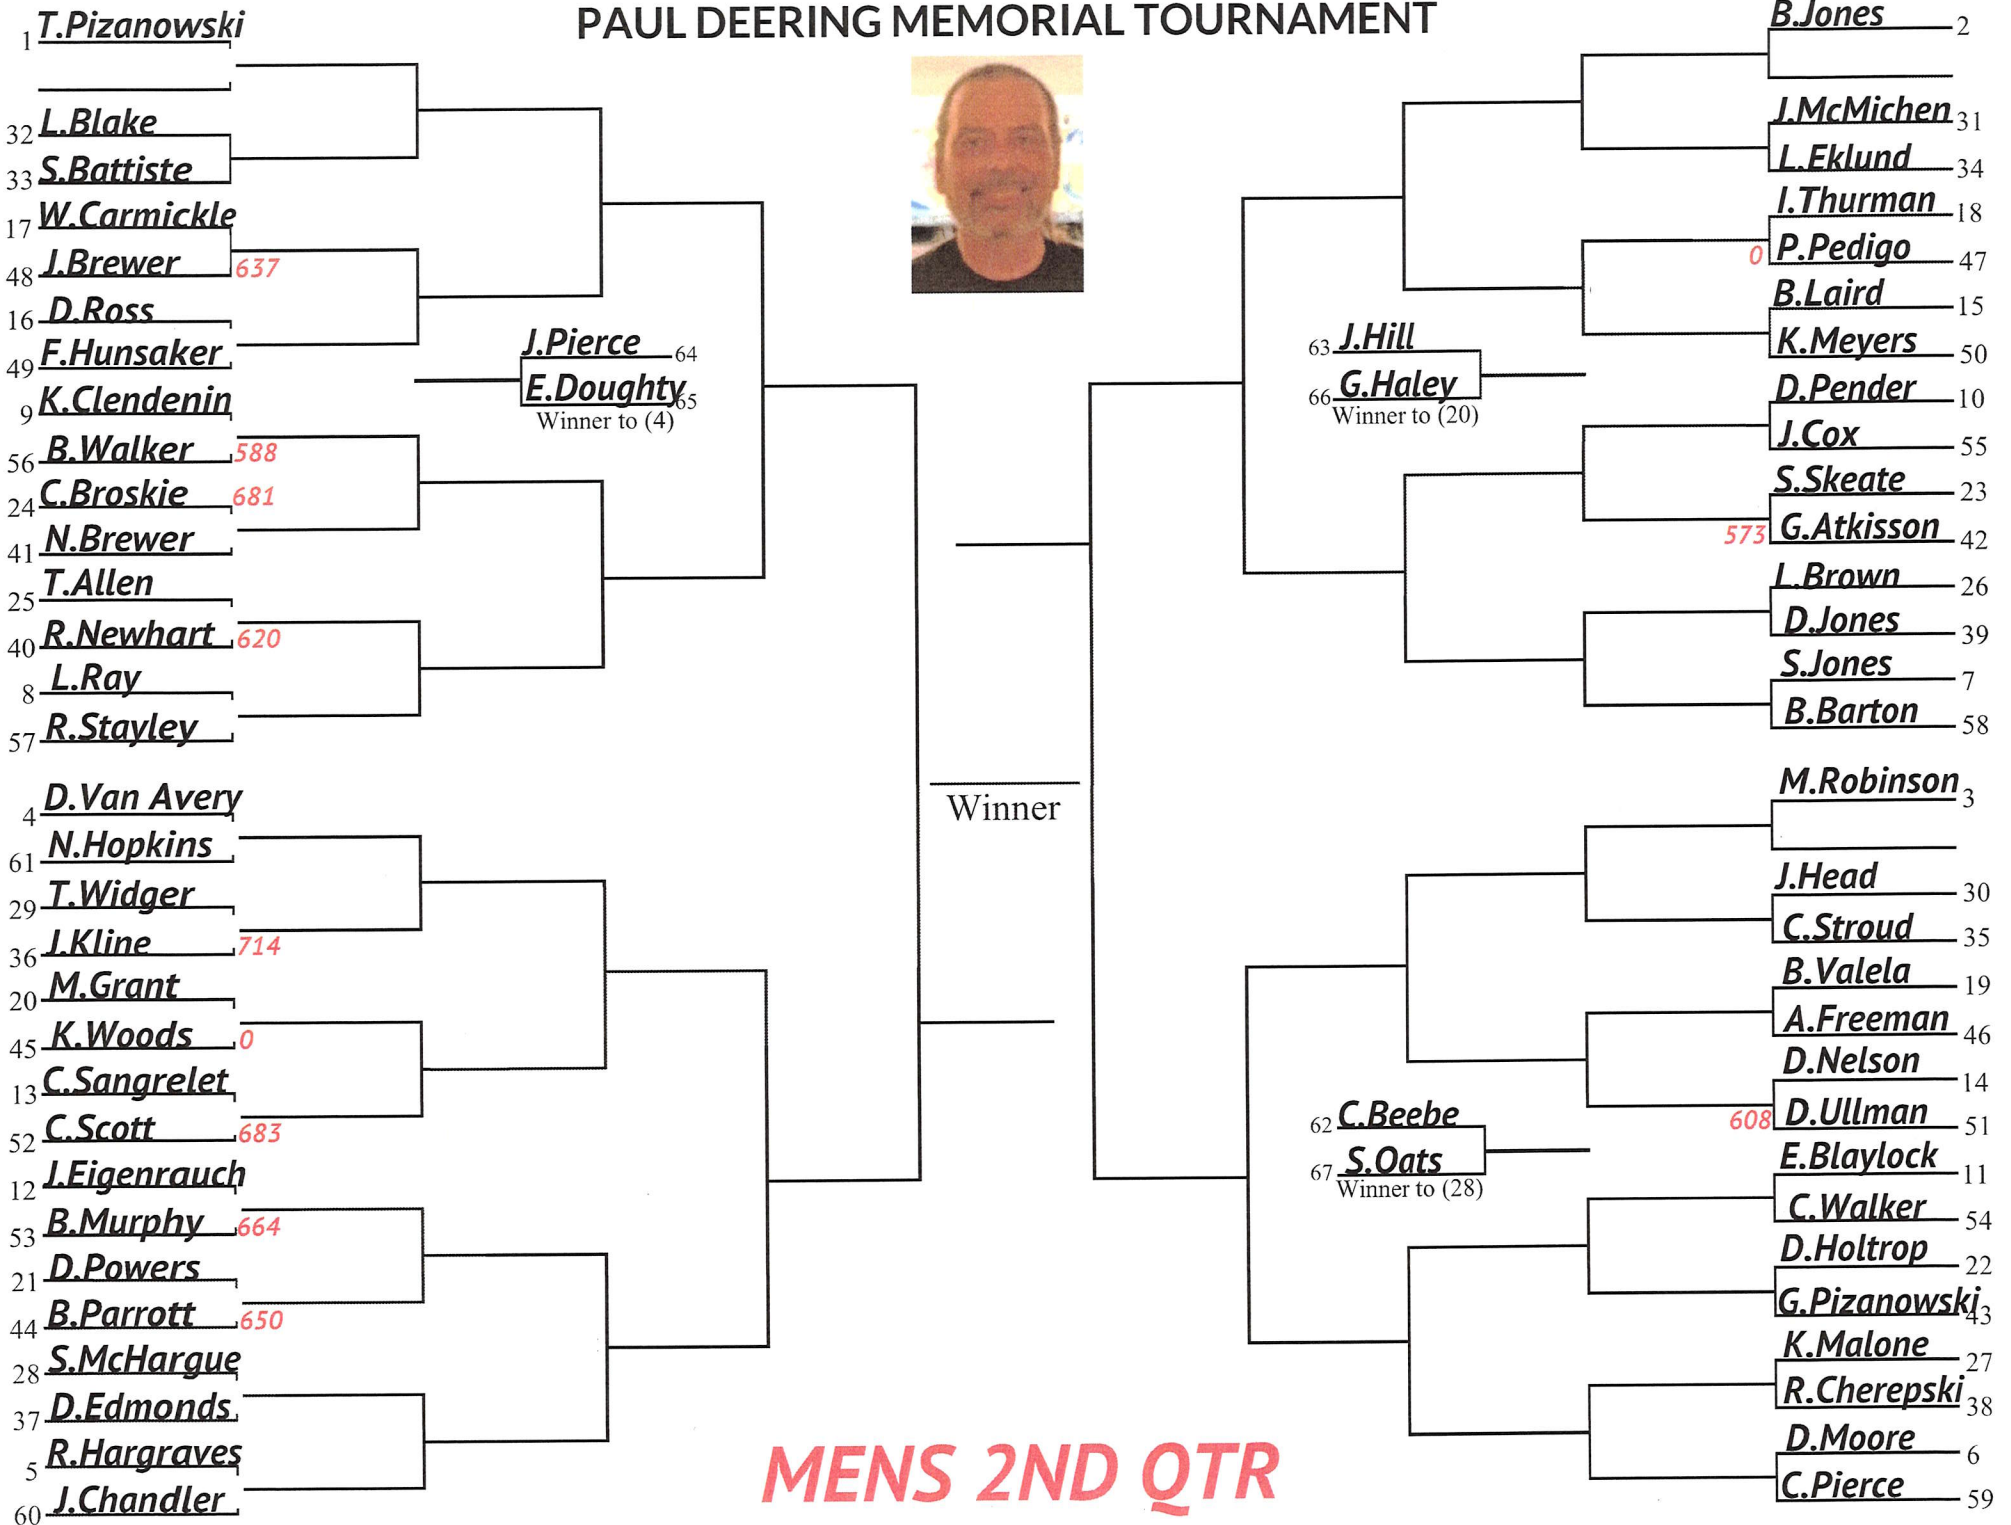 PAUL DEERING MEMORIAL TOURNAMENT
1 T.Pizanowski
32 L.Blake
33 S.Battiste
17 W.Carmickle
48 J.Brewer 637
16 D.Ross
49 F.Hunsaker
9 K.Clendenin
56 B.Walker 588
24 C.Broskie 681
41 N.Brewer
25 T.Allen
40 R.Newhart 620
8 L.Ray
57 R.Stayley
4 D.Van Avery
61 N.Hopkins
29 T.Widger
36 J.Kline 714
20 M.Grant
45 K.Woods 0
13 C.Sangrelet
52 C.Scott 683
12 J.Eigenrauch
53 B.Murphy 664
21 D.Powers
44 B.Parrott 650
28 S.McHargue
37 D.Edmonds
5 R.Hargraves
60 J.Chandler
J.Pierce 64
E.Doughty 65
Winner to (4)
Winner
MENS 2ND QTR
63 J.Hill
66 G.Haley
Winner to (20)
62 C.Beebe
67 S.Oats
Winner to (28)
B.Jones 2
J.McMichen 31
L.Eklund 34
I.Thurman 18
0 P.Pedigo 47
B.Laird 15
K.Meyers 50
D.Pender 10
J.Cox 55
S.Skeate 23
573 G.Atkisson 42
L.Brown 26
D.Jones 39
S.Jones 7
B.Barton 58
M.Robinson 3
J.Head 30
C.Stroud 35
B.Valela 19
A.Freeman 46
D.Nelson 14
608 D.Ullman 51
E.Blaylock 11
C.Walker 54
D.Holtrop 22
G.Pizanowski 43
K.Malone 27
R.Cherepski 38
D.Moore 6
C.Pierce 59